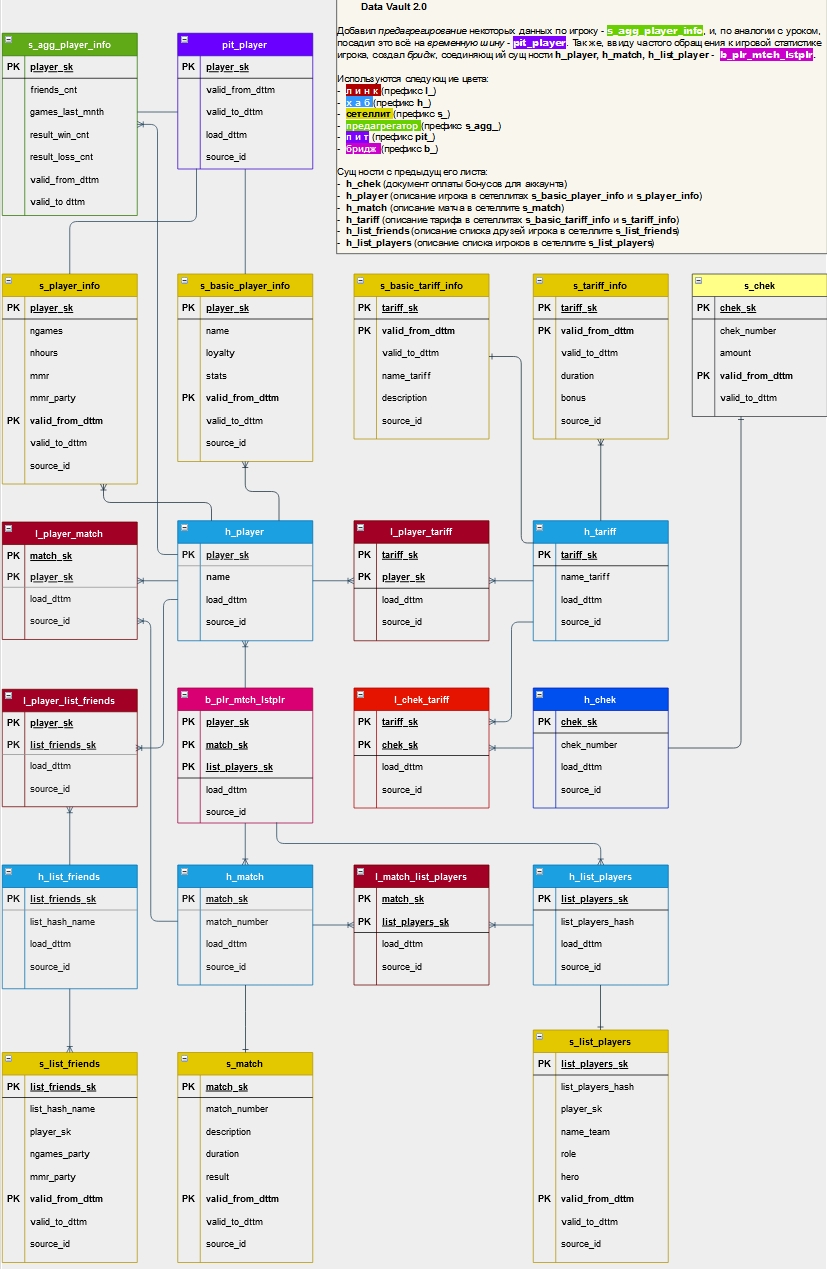 Data Vault 2.0
Добавил предагрегирование некоторых данных по игроку - s_agg_player_info, и, по аналогии с уроком,
посадил это всё на временную шину - pit_player. Также, ввиду частого обращения к игровой статистике
игрока, создал бридж, соединяющий сущности h_player, h_match, h_list_player - b_plr_mtch_lstplr.
Используются следующие цвета:
- линк (префикс l_)
- хаб (префикс h_)
- сетеллит (префикс s_)
- предагрегатор (префикс s_agg_)
- пит (префикс pit_)
- бридж (префикс b_)
Сущности с предыдущего листа:
- h_chek (документ оплаты бонусов для аккаунта)
- h_player (описание игрока в сетеллитах s_basic_player_info и s_player_info)
- h_match (описание матча в сетеллите s_match)
- h_tariff (описание тарифа в сетеллитах s_basic_tariff_info и s_tariff_info)
- h_list_friends (описание списка друзей игрока в сетеллите s_list_friends)
- h_list_players (описание списка игроков в сетеллите s_list_players)
s_agg_player_info
PK player_sk
friends_cnt
games_last_mnth
result_win_cnt
result_loss_cnt
valid_from_dttm
valid_to dttm
pit_player
PK player_sk
valid_from_dttm
valid_to_dttm
load_dttm
source_id
s_player_info
PK player_sk
ngames
nhours
mmr
mmr_party
PK valid_from_dttm
valid_to_dttm
source_id
s_basic_player_info
PK player_sk
name
loyalty
stats
PK valid_from_dttm
valid_to_dttm
source_id
s_basic_tariff_info
PK tariff_sk
PK valid_from_dttm
valid_to_dttm
name_tariff
description
source_id
s_tariff_info
PK tariff_sk
PK valid_from_dttm
valid_to_dttm
duration
bonus
source_id
s_chek
PK chek_sk
chek_number
amount
PK valid_from_dttm
valid_to_dttm
l_player_match
PK match_sk
PK player_sk
load_dttm
source_id
h_player
PK player_sk
name
load_dttm
source_id
l_player_tariff
PK tariff_sk
PK player_sk
load_dttm
source_id
h_tariff
PK tariff_sk
name_tariff
load_dttm
source_id
l_player_list_friends
PK player_sk
PK list_friends_sk
load_dttm
source_id
b_plr_mtch_lstplr
PK player_sk
PK match_sk
PK list_players_sk
load_dttm
source_id
l_chek_tariff
PK tariff_sk
PK chek_sk
load_dttm
source_id
h_chek
PK chek_sk
chek_number
load_dttm
source_id
h_list_friends
PK list_friends_sk
list_hash_name
load_dttm
source_id
h_match
PK match_sk
match_number
load_dttm
source_id
l_match_list_players
PK match_sk
PK list_players_sk
load_dttm
source_id
h_list_players
PK list_players_sk
list_players_hash
load_dttm
source_id
s_list_friends
PK list_friends_sk
list_hash_name
player_sk
ngames_party
mmr_party
PK valid_from_dttm
valid_to_dttm
source_id
s_match
PK match_sk
match_number
description
duration
result
PK valid_from_dttm
valid_to_dttm
source_id
s_list_players
PK list_players_sk
list_players_hash
player_sk
name_team
role
hero
PK valid_from_dttm
valid_to_dttm
source_id